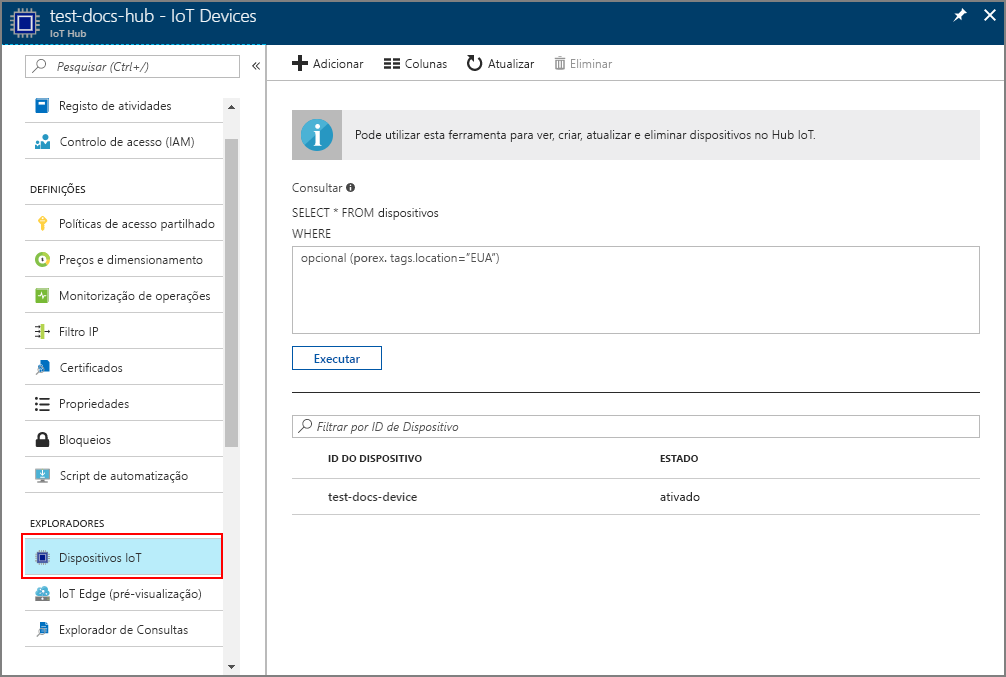 test-docs-hub - IoT Devices
IoT Hub
Pesquisar (Ctrl+/)
Registo de atividades
Controlo de acesso (IAM)
DEFINIÇÕES
Políticas de acesso partilhado
Preços e dimensionamento
Monitorização de operações
Filtro IP
Certificados
Propriedades
Bloqueios
Script de automatização
EXPLORADORES
Dispositivos IoT
IoT Edge (pré-visualização)
Explorador de Consultas
Adicionar
Colunas
Atualizar
Eliminar
Pode utilizar esta ferramenta para ver, criar, atualizar e eliminar dispositivos no Hub IoT.
Consultar
SELECT * FROM dispositivos
WHERE
opcional (porex. tags.location="EUA")
Executar
Filtrar por ID de Dispositivo
ID DO DISPOSITIVO ESTADO
test-docs-device ativado